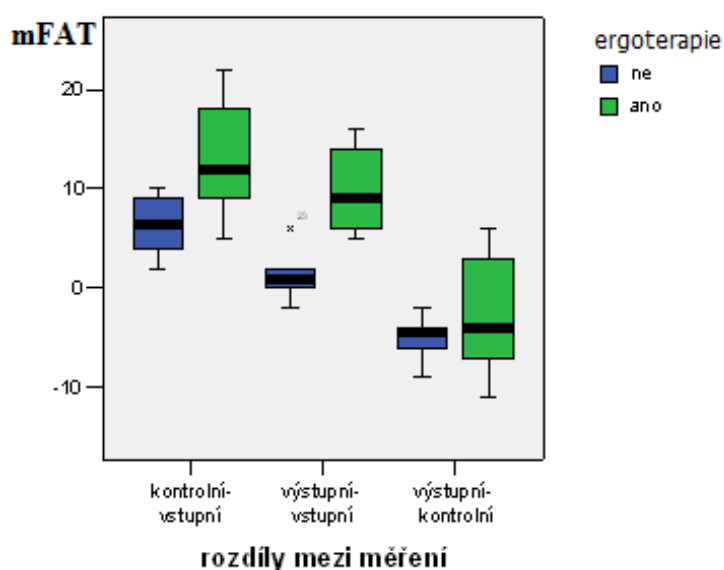 mFAT
ergoterapie
ne
ano
20
10
0
-10
kontrolní-
vstupní
výstupní-
vstupní
výstupní-
kontrolní
rozdíly mezi měření